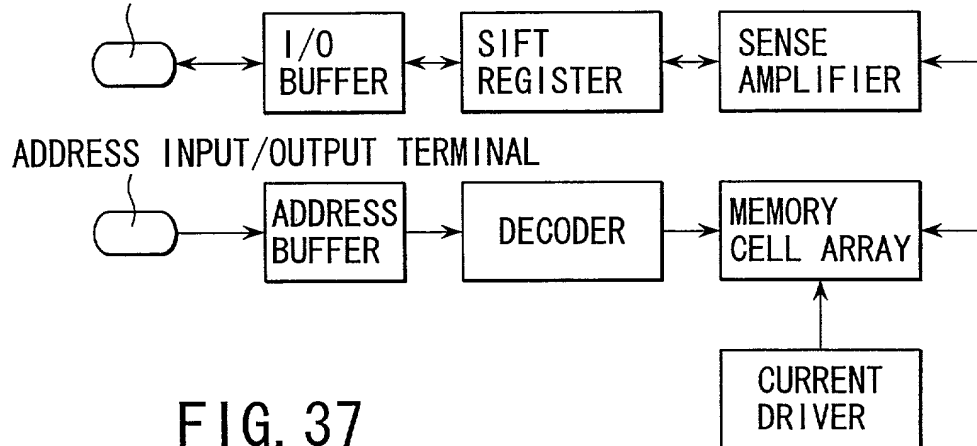 I/O
BUFFER
SIFT
REGISTER
SENSE
AMPLIFIER
ADDRESS INPUT/OUTPUT TERMINAL
ADDRESS
BUFFER
DECODER
MEMORY
CELL ARRAY
CURRENT
DRIVER
FIG. 37